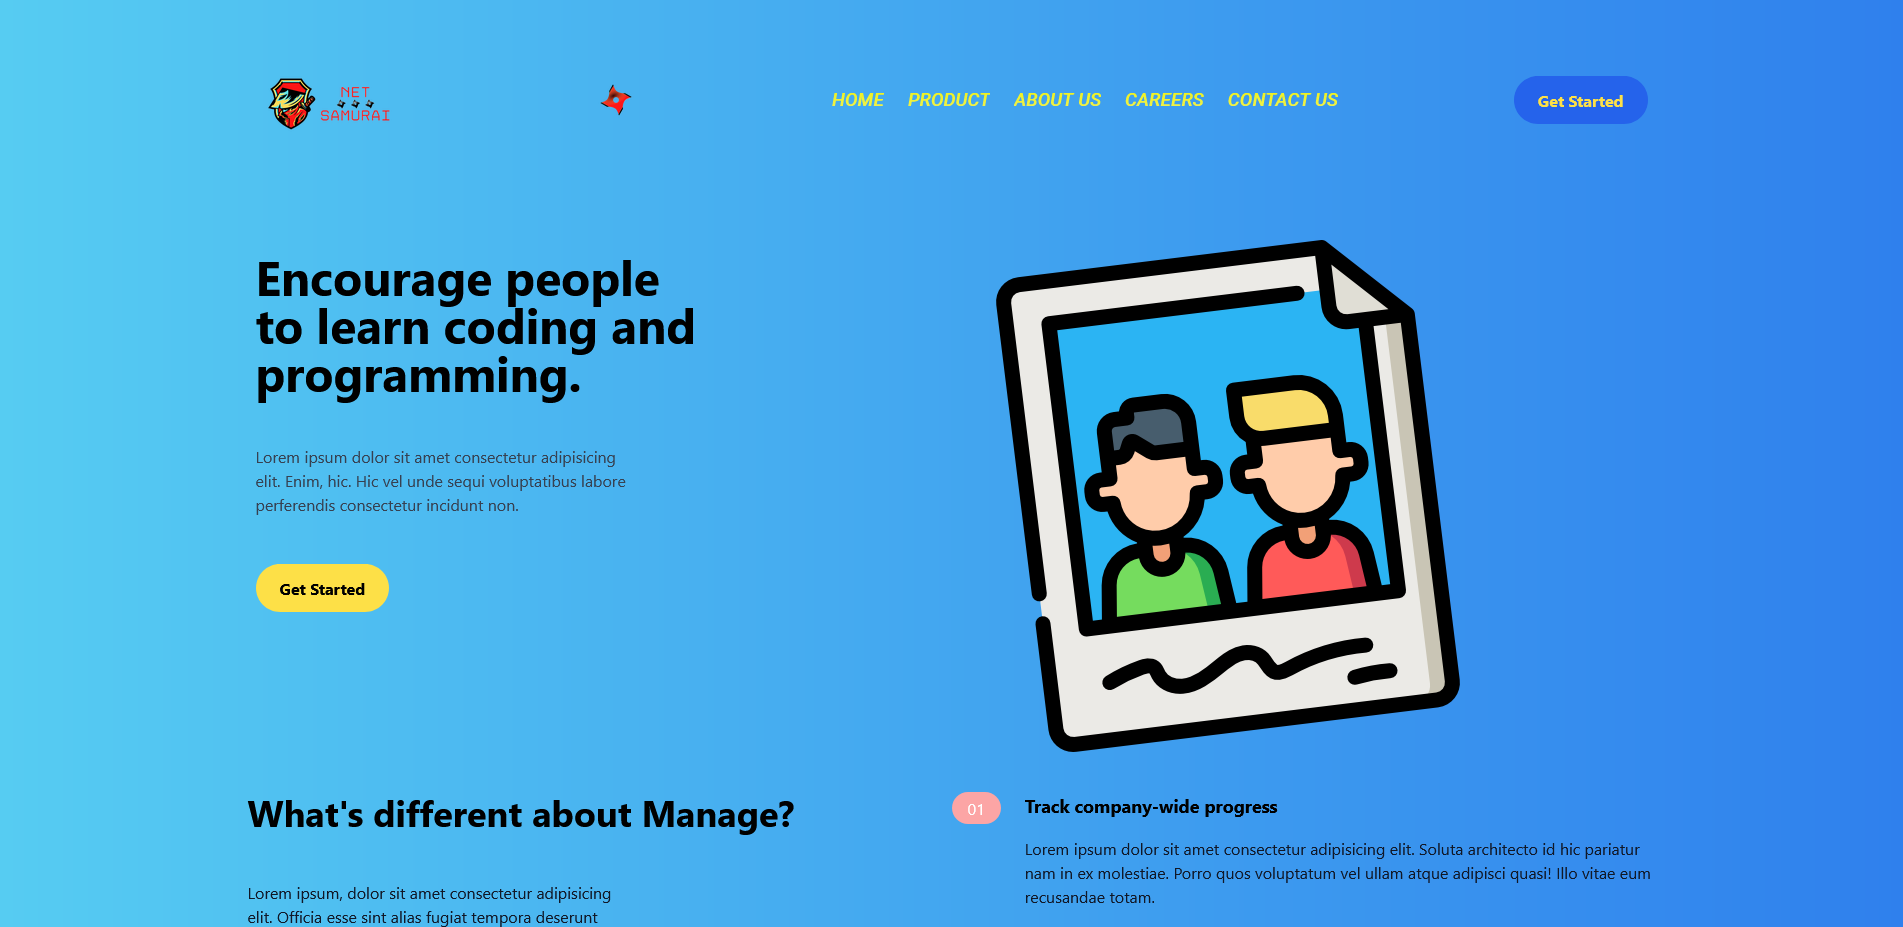 NET
SAMURAI
HOME PRODUCT ABOUT US CAREERS CONTACT US
Get Started
Encourage people
to learn coding and
programming.
Lorem ipsum dolor sit amet consectetur adipisicing
elit. Enim, hic. Hic vel unde sequi voluptatibus labore
perferendis consectetur incidunt non.
Get Started
What's different about Manage?
Lorem ipsum, dolor sit amet consectetur adipisicing
elit. Officia esse sint alias fugiat tempora deserunt
01
Track company-wide progress
Lorem ipsum dolor sit amet consectetur adipisicing elit. Soluta architecto id hic pariatur
nam in ex molestiae. Porro quos voluptatum vel ullam atque adipisci quasi! Illo vitae eum
recusandae totam.